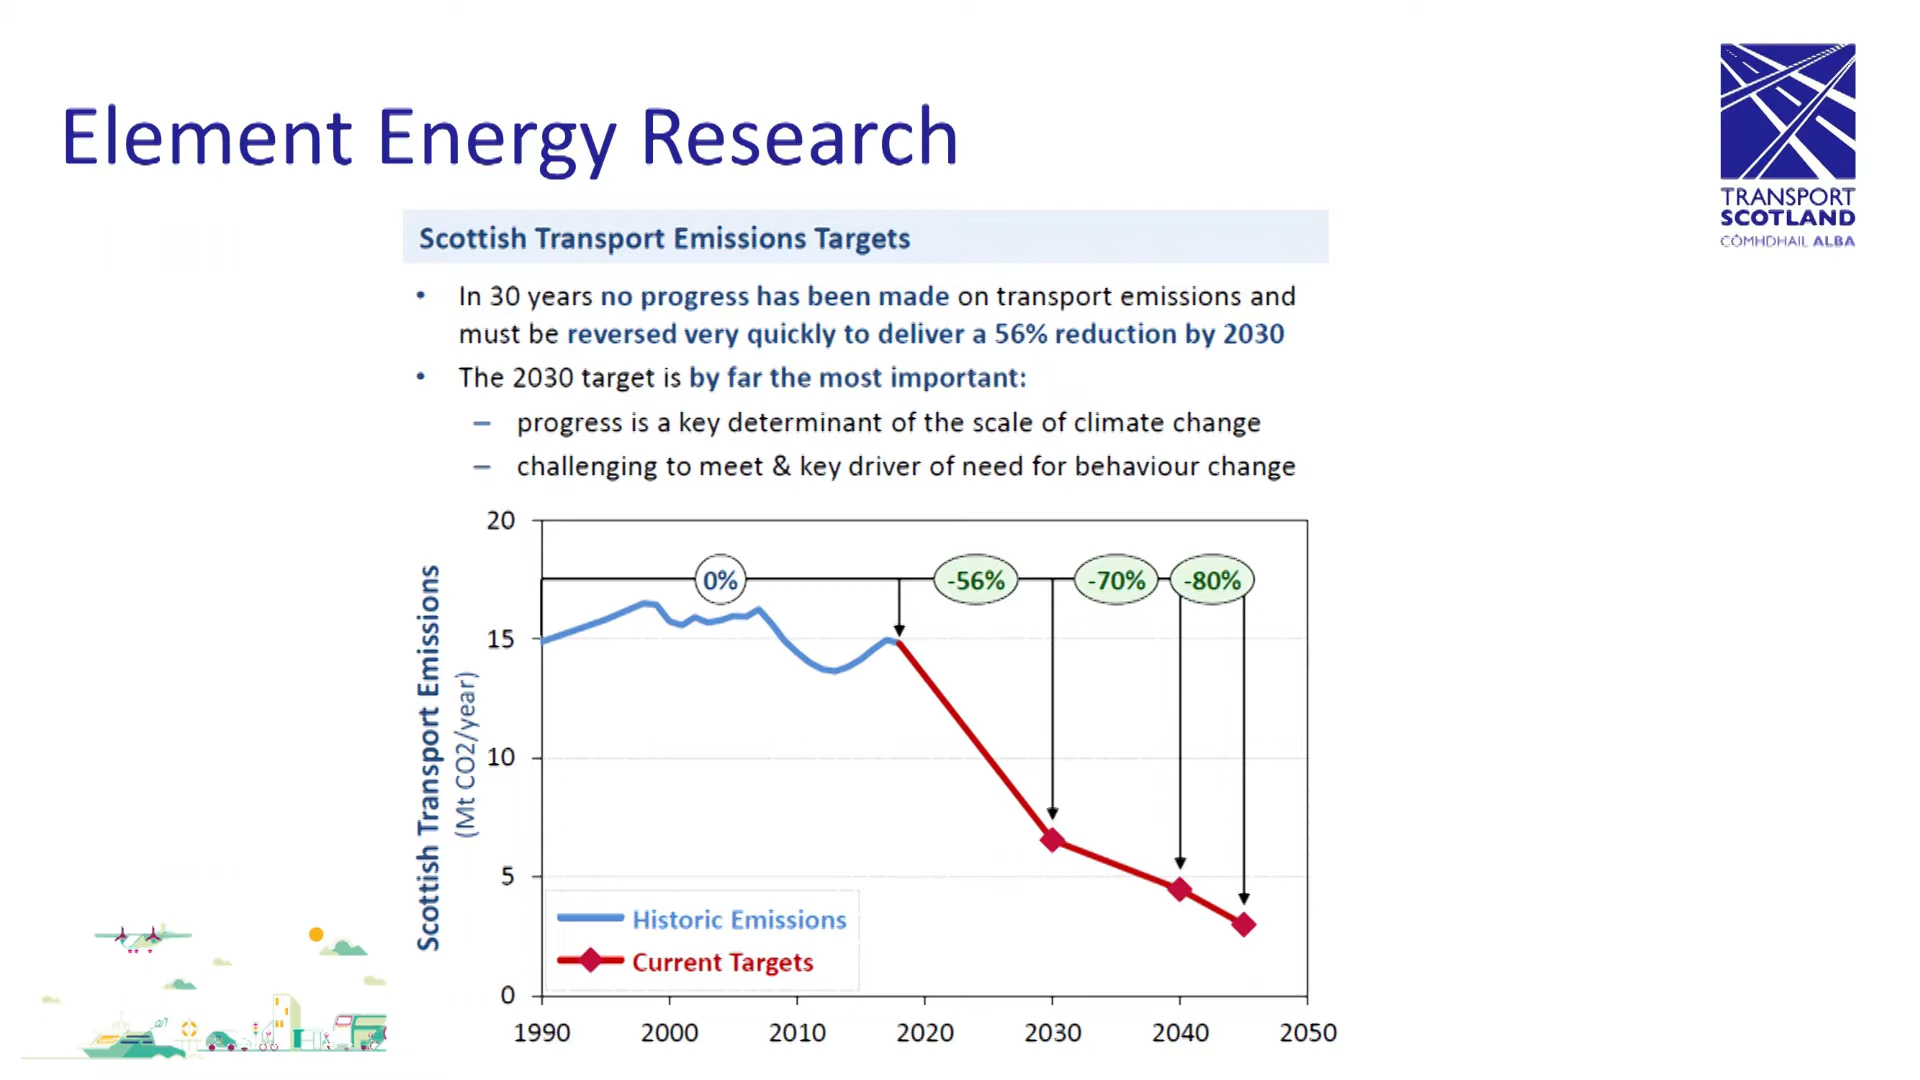 Element Energy Research
TRANSPORT
SCOTLAND
CÒMHDHAIL ALBA
Scottish Transport Emissions Targets
• In 30 years no progress has been made on transport emissions and
must be reversed very quickly to deliver a 56% reduction by 2030
• The 2030 target is by far the most important:
– progress is a key determinant of the scale of climate change
– challenging to meet & key driver of need for behaviour change
Scottish Transport Emissions
(Mt CO2/year)
20
15
10
5
0
0%
-56%
-70%
-80%
Historic Emissions
Current Targets
1990 2000 2010 2020 2030 2040 2050